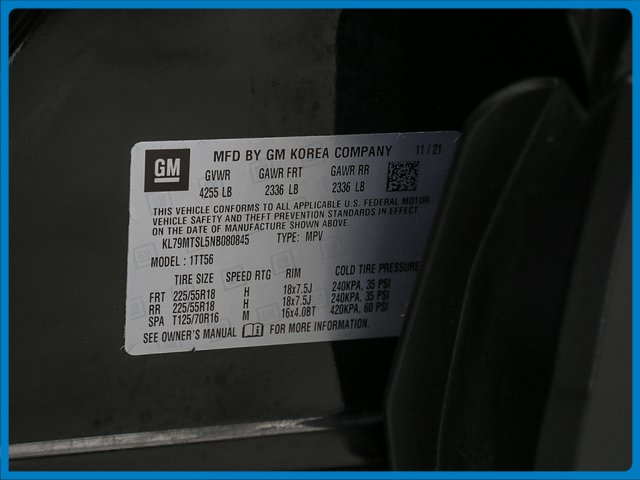 GM MFD BY GM KOREA COMPANY 11/21
GVWR GAWR FRT GAWR RR
4255 LB 2336 LB 2336 LB
THIS VEHICLE CONFORMS TO ALL APPLICABLE U.S. FEDERAL MOTOR
VEHICLE SAFETY AND THEFT PREVENTION STANDARDS IN EFFECT
ON THE DATE OF MANUFACTURE SHOWN ABOVE.
KL79MTSL5NB080845 TYPE: MPV
MODEL : 1TT56
TIRE SIZE SPEED RTG RIM COLD TIRE PRESSURE
FRT 225/55R18 H 18x7.5J 240KPA, 35 PSI
RR 225/55R18 H 18x7.5J 240KPA, 35 PSI
SPA T125/70R16 M 16x4.0BT 420KPA, 60 PSI
SEE OWNER'S MANUAL FOR MORE INFORMATION.